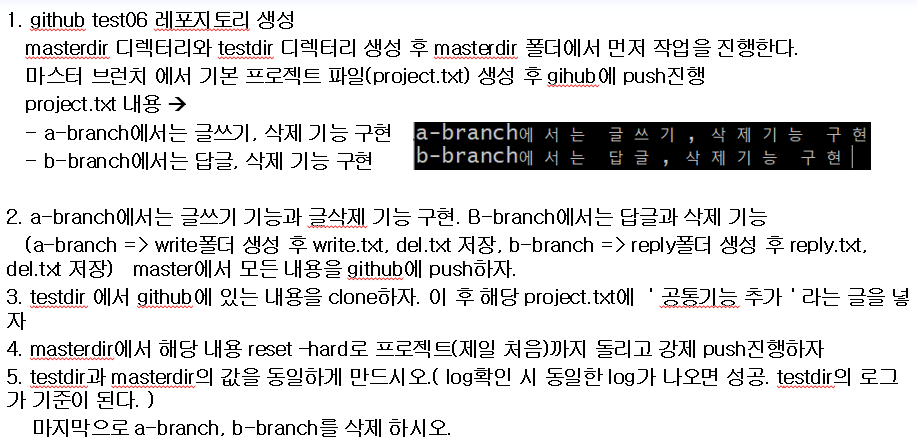 1. github test06 레포지토리 생성
masterdir 디렉터리와 testdir 디렉터리 생성 후 masterdir 폴더에서 먼저 작업을 진행한다.
마스터 브런치 에서 기본 프로젝트 파일(project.txt) 생성 후 gihub에 push진행
project.txt 내용 →
- a-branch에서는 글쓰기, 삭제 기능 구현
- b-branch에서는 답글, 삭제 기능 구현
a-branch에서는 글쓰기, 삭제기능 구현
b-branch에서는 답글, 삭제기능 구현
2. a-branch에서는 글쓰기 기능과 글삭제 기능 구현. B-branch에서는 답글과 삭제 기능
(a-branch => write폴더 생성 후 write.txt, del.txt 저장, b-branch => reply폴더 생성 후 reply.txt,
del.txt 저장) master에서 모든 내용을 github에 push하자.
3. testdir 에서 github에 있는 내용을 clone하자. 이 후 해당 project.txt에 ' 공통기능 추가 ' 라는 글을 넣
자
4. masterdir에서 해당 내용 reset –hard로 프로젝트(제일 처음)까지 돌리고 강제 push진행하자
5. testdir과 masterdir의 값을 동일하게 만드시오.( log확인 시 동일한 log가 나오면 성공. testdir의 로그
가 기준이 된다. )
마지막으로 a-branch, b-branch를 삭제 하시오.